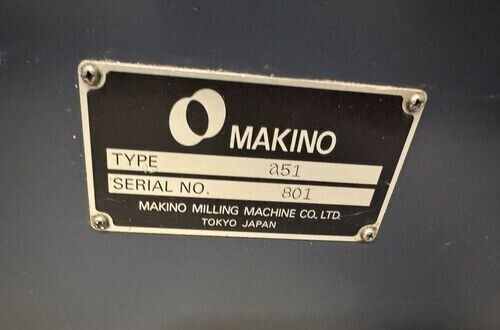 MAKINO
TYPE a51
SERIAL NO. 801
MAKINO MILLING MACHINE CO, LTD.
TOKYO JAPAN